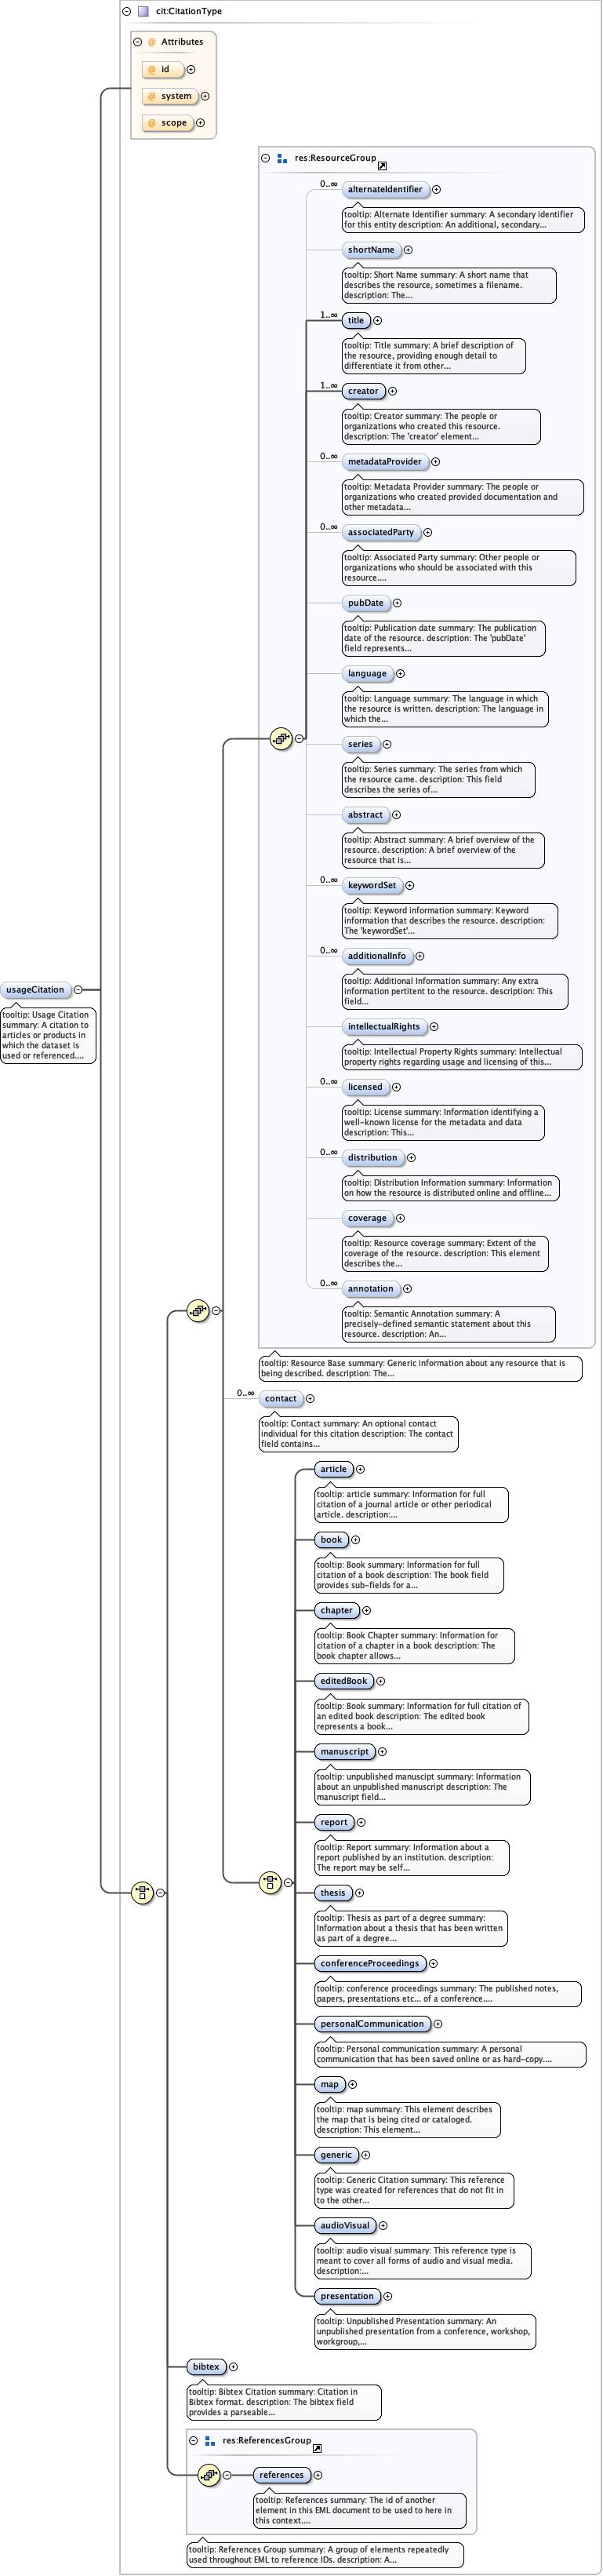 cit:CitationType
Attributes
@ id
@ system
@ scope
res:ResourceGroup
0..∞
alternateIdentifier
tooltip: Alternate Identifier summary: A secondary identifier
for this entity description: An additional, secondary...
shortName
tooltip: Short Name summary: A short name that
describes the resource, sometimes a filename.
description: The...
1..∞
title
tooltip: Title summary: A brief description of
the resource, providing enough detail to
differentiate it from other...
1..∞
creator
tooltip: Creator summary: The people or
organizations who created this resource.
description: The 'creator' element...
0..∞
metadataProvider
tooltip: Metadata Provider summary: The people or
organizations who created provided documentation and
other metadata...
0..∞
associatedParty
tooltip: Associated Party summary: Other people or
organizations who should be associated with this
resource....
pubDate
tooltip: Publication date summary: The publication
date of the resource. description: The 'pubDate'
field represents...
language
tooltip: Language summary: The language in which
the resource is written. description: The language in
which the...
series
tooltip: Series summary: The series from which
the resource came. description: This field
describes the series of...
abstract
tooltip: Abstract summary: A brief overview of the
resource. description: A brief overview of the
resource that is...
0..∞
keywordSet
tooltip: Keyword information summary: Keyword
information that describes the resource. description:
The 'keywordSet'...
0..∞
additionalInfo
tooltip: Additional Information summary: Any extra
information pertitent to the resource. description: This
field...
intellectualRights
tooltip: Intellectual Property Rights summary: Intellectual
property rights regarding usage and licensing of this...
0..∞
licensed
tooltip: License summary: Information identifying a
well-known license for the metadata and data
description: This...
0..∞
distribution
tooltip: Distribution Information summary: Information
on how the resource is distributed online and offline...
coverage
tooltip: Resource coverage summary: Extent of the
coverage of the resource. description: This element
describes the...
0..∞
annotation
tooltip: Semantic Annotation summary: A
precisely-defined semantic statement about this
resource. description: An...
tooltip: Resource Base summary: Generic information about any resource that is
being described. description: The...
usageCitation
tooltip: Usage Citation
summary: A citation to
articles or products in
which the dataset is
used or referenced....
0..∞
contact
tooltip: Contact summary: An optional contact
individual for this citation description: The contact
field contains...
article
tooltip: article summary: Information for full
citation of a journal article or other periodical
article. description:...
book
tooltip: Book summary: Information for full
citation of a book description: The book field
provides sub-fields for a...
chapter
tooltip: Book Chapter summary: Information for
citation of a chapter in a book description: The
book chapter allows...
editedBook
tooltip: Book summary: Information for full citation of
an edited book description: The edited book
represents a book...
manuscript
tooltip: unpublished manuscipt summary: Information
about an unpublished manuscript description: The
manuscript field...
report
tooltip: Report summary: Information about a
report published by an institution. description:
The report may be self...
thesis
tooltip: Thesis as part of a degree summary:
Information about a thesis that has been written
as part of a degree...
conferenceProceedings
tooltip: conference proceedings summary: The published notes,
papers, presentations etc... of a conference....
personalCommunication
tooltip: Personal communication summary: A personal
communication that has been saved online or as hard-copy....
map
tooltip: map summary: This element describes
the map that is being cited or cataloged.
description: This element...
generic
tooltip: Generic Citation summary: This reference
type was created for references that do not fit in
to the other...
audioVisual
tooltip: audio visual summary: This reference type is
meant to cover all forms of audio and visual media.
description:...
presentation
tooltip: Unpublished Presentation summary: An
unpublished presentation from a conference, workshop,
workgroup,...
bibtex
tooltip: Bibtex Citation summary: Citation in
Bibtex format. description: The bibtex field
provides a parseable...
res:ReferencesGroup
references
tooltip: References summary: The id of another
element in this EML document to be used to here in
this context....
tooltip: References Group summary: A group of elements repeatedly
used throughout EML to reference IDs. description: A...